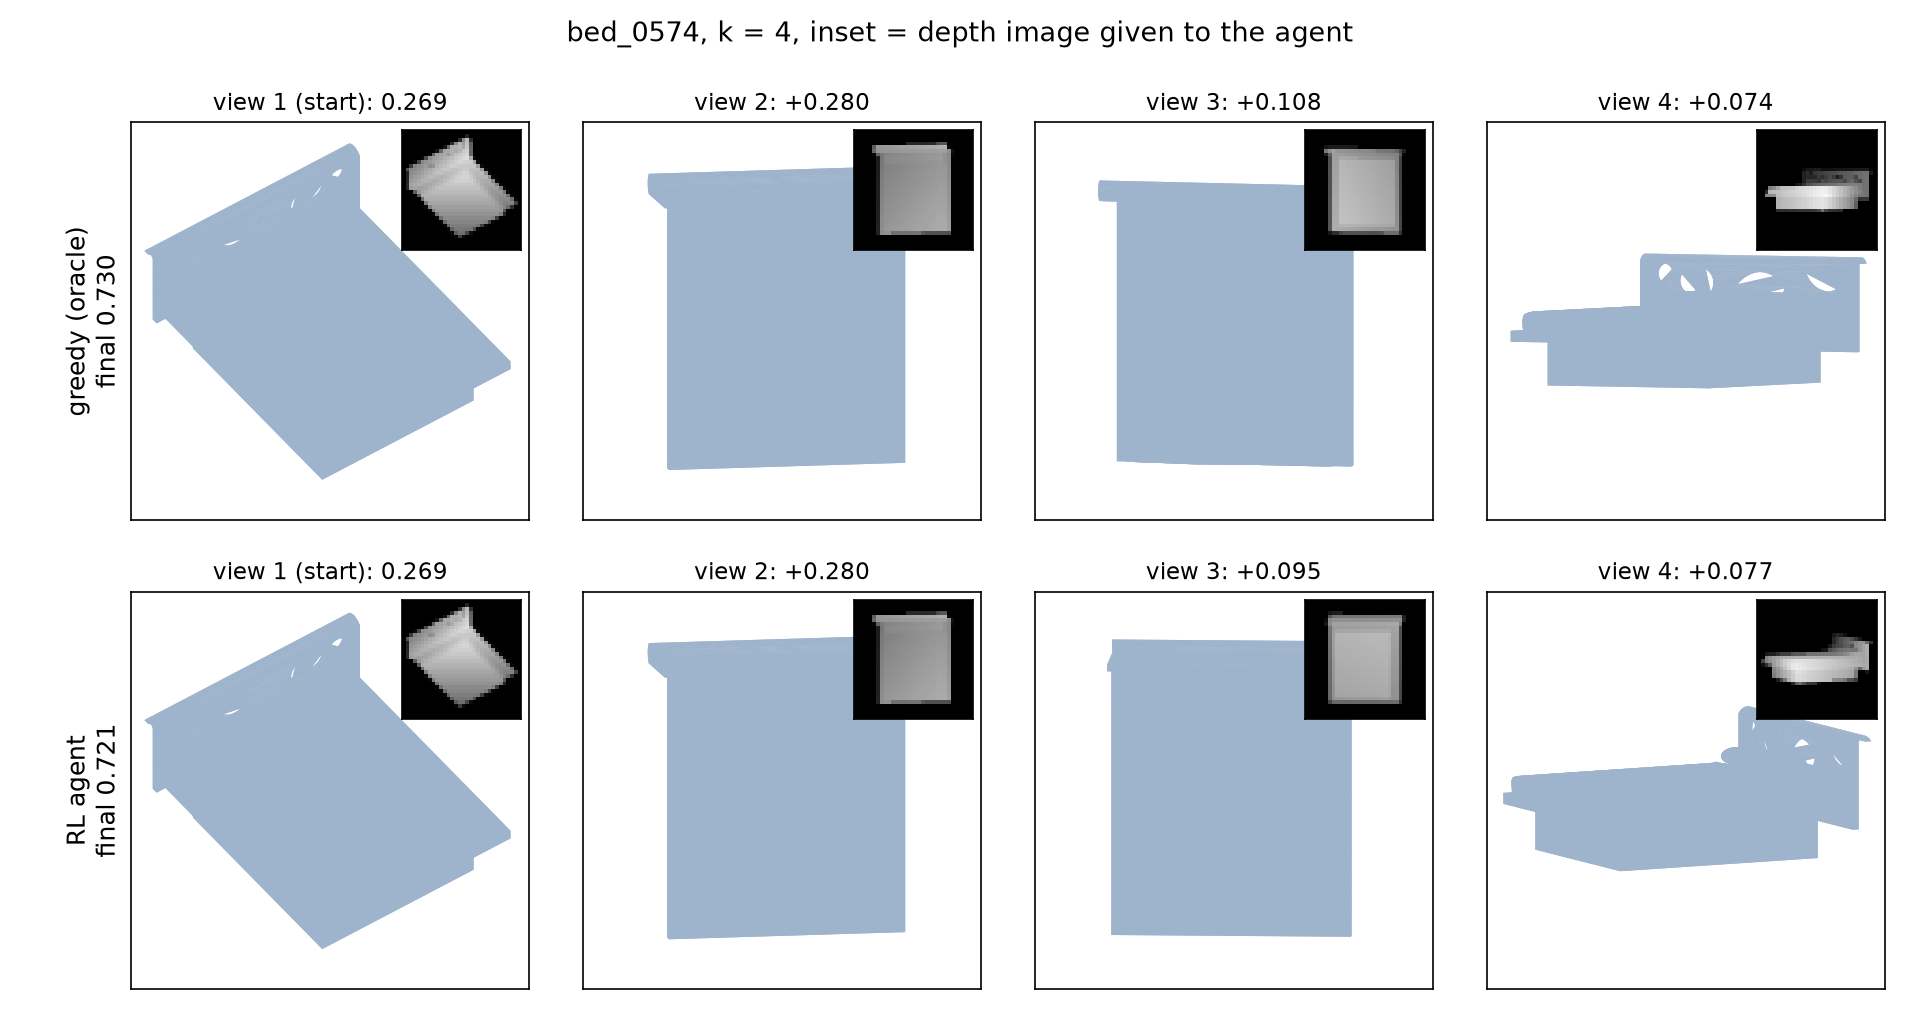 bed_0574, k = 4, inset = depth image given to the agent
greedy (oracle)
final 0.730
view 1 (start): 0.269
view 2: +0.280
view 3: +0.108
view 4: +0.074
RL agent
final 0.721
view 1 (start): 0.269
view 2: +0.280
view 3: +0.095
view 4: +0.077